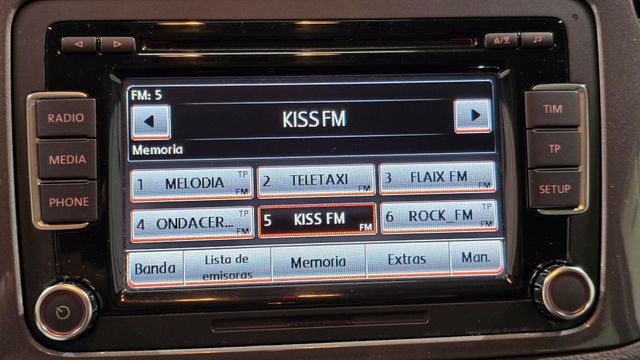 FM: 5
KISS FM
Memoria
1 MELODIA TP FM
2 TELETAXI FM
3 FLAIX FM FM
4 ONDACER... TP FM
5 KISS FM FM
6 ROCK_FM TP FM
Banda
Lista de
emisoras
Memoria
Extras
Man.
RADIO
MEDIA
PHONE
TIM
TP
SETUP